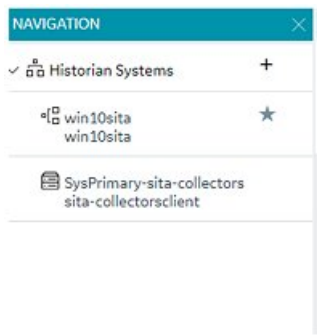 NAVIGATION
Historian Systems
win10sita
win10sita
SysPrimary-sita-collectors
sita-collectorsclient